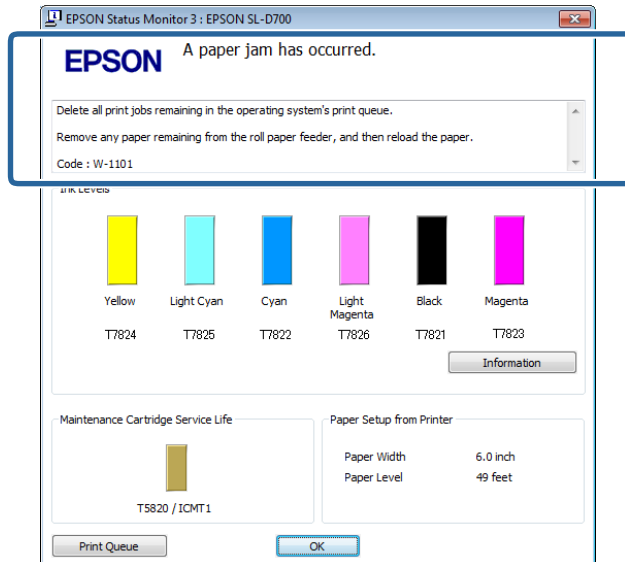 EPSON Status Monitor 3 : EPSON SL-D700
EPSON
A paper jam has occurred.
Delete all print jobs remaining in the operating system's print queue.
Remove any paper remaining from the roll paper feeder, and then reload the paper.
Code : W-1101
Ink Levels
Yellow Light Cyan Cyan Light Magenta Black Magenta
T7824 T7825 T7822 T7826 T7821 T7823
Information
Maintenance Cartridge Service Life
T5820 / ICMT1
Paper Setup from Printer
Paper Width 6.0 inch
Paper Level 49 feet
Print Queue
OK